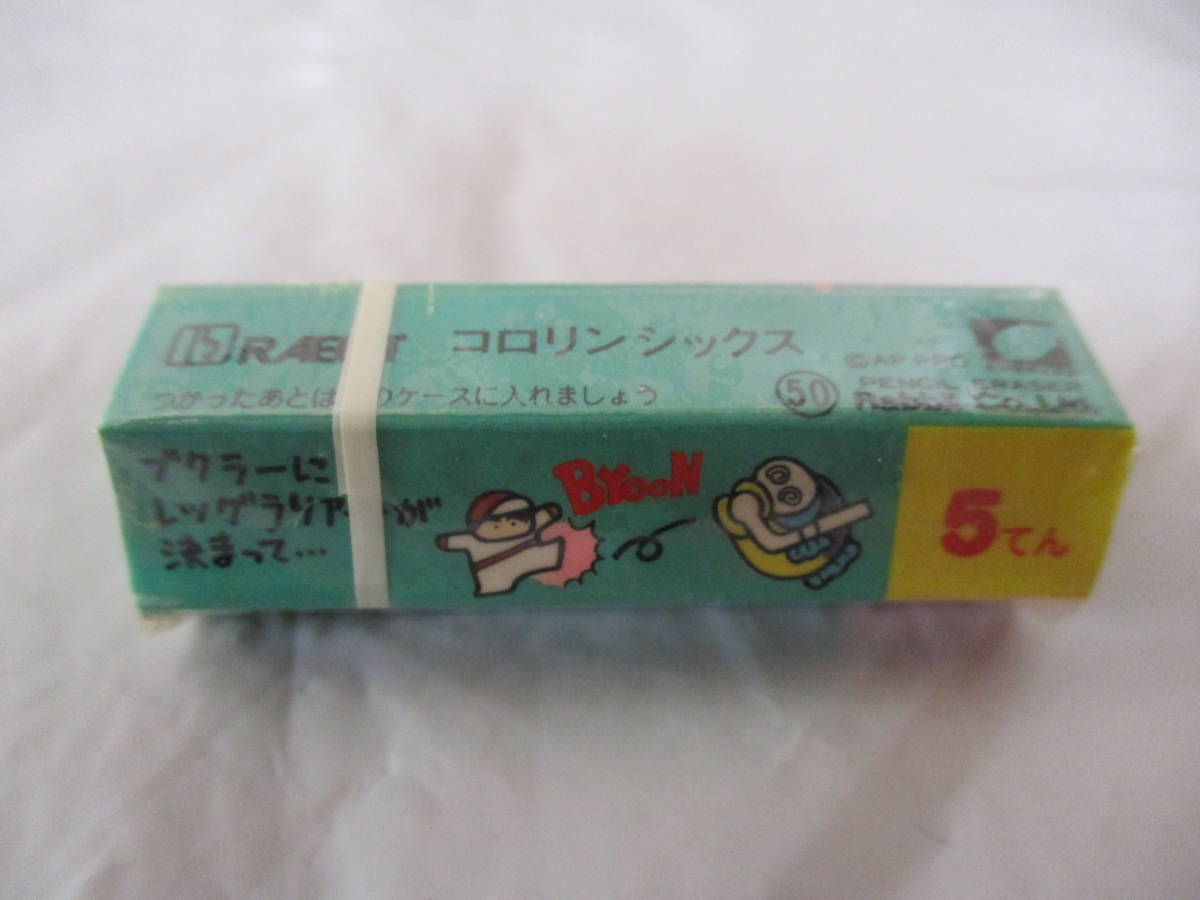 RABBIT コロリンシックス
つかったあとは のケースに入れましょう
50
©AP PRO
PENCIL ERASER
Rabbit Co.,Ltd.
ブクラーに
レッグラリアートが
決まって…
BYOON
5てん